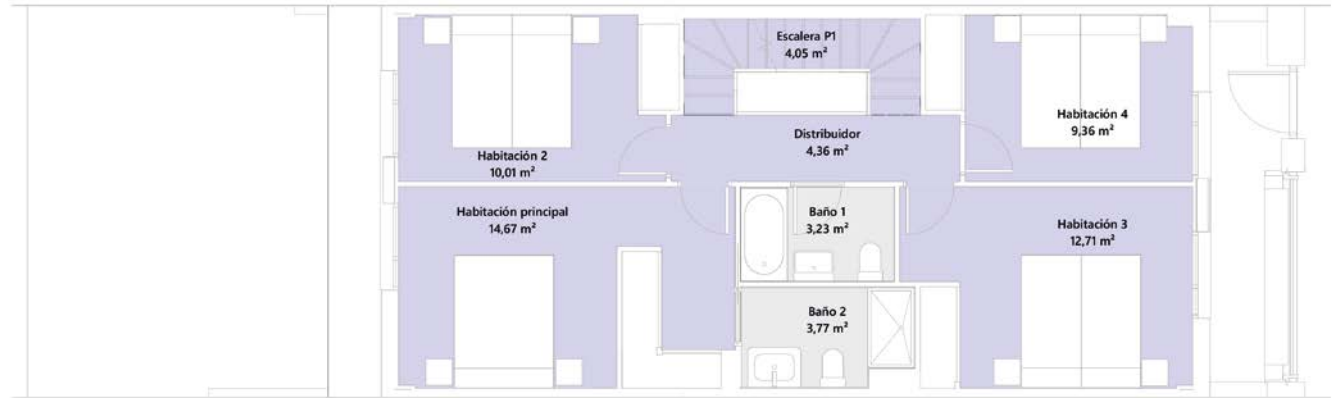 Escalera P1
4,05 m²
Habitación 4
9,36 m²
Distribuidor
4,36 m²
Habitación 2
10,01 m²
Habitación principal
14,67 m²
Baño 1
3,23 m²
Habitación 3
12,71 m²
Baño 2
3,77 m²